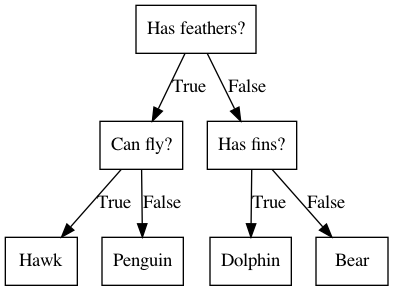 Has feathers?
True
False
Can fly?
Has fins?
True
False
True
False
Hawk
Penguin
Dolphin
Bear